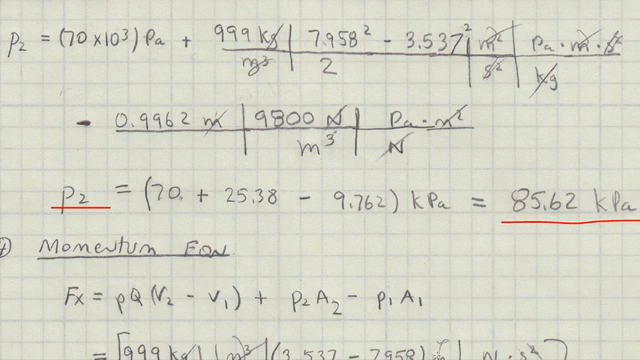 p₂ = (70 ×10³) Pa + 999 kg / m³ | 7.958² - 3.537² / 2 | m² / s² | Pa · m · s² / kg
- 0.9962 m | 9800 N / m³ | Pa · m² / N
p₂ = (70. + 25.38 - 9.762) kPa = 85.62 kPa
Momentum EQN
Fx = ρQ (V₂ - V₁) + p₂A₂ - p₁A₁
= [999 kg | m³ | (3.537 - 7.958) | N · s²